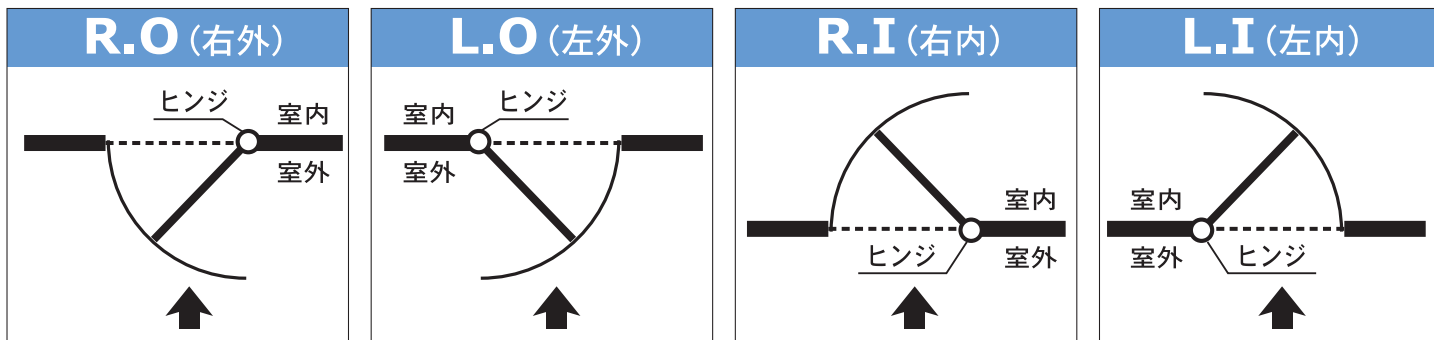 R.O(右外)
ヒンジ
室内
室外
L.O(左外)
室内
ヒンジ
室外
R.I(右内)
室内
ヒンジ
室外
L.I(左内)
室内
室外
ヒンジ